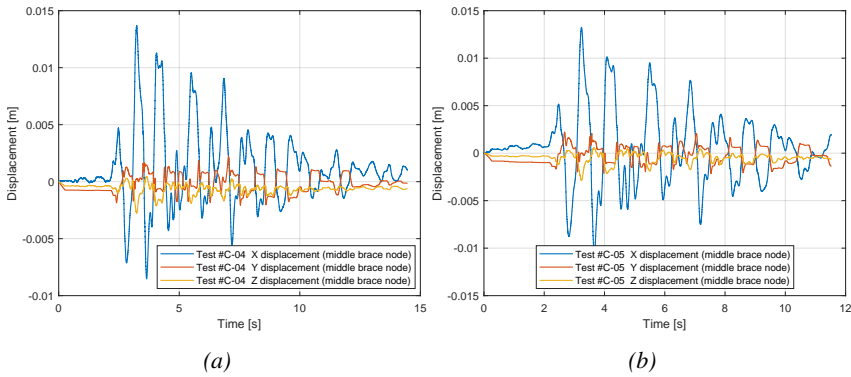 0.015
0.01
0.005
0
-0.005
-0.01
Displacement [m]
Test #C-04 X displacement (middle brace node)
Test #C-04 Y displacement (middle brace node)
Test #C-04 Z displacement (middle brace node)
0 5 10 15
Time [s]
(a)
0.015
0.01
0.005
0
-0.005
-0.01
-0.015
Displacement [m]
Test #C-05 X displacement (middle brace node)
Test #C-05 Y displacement (middle brace node)
Test #C-05 Z displacement (middle brace node)
0 2 4 6 8 10 12
Time [s]
(b)